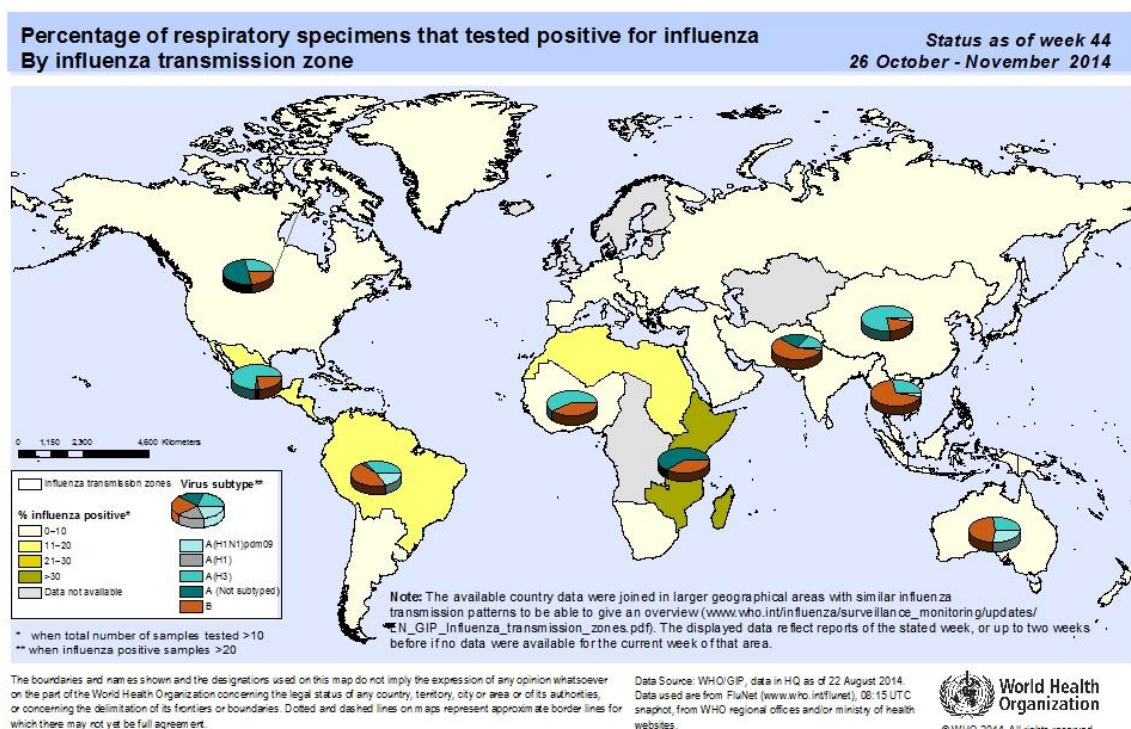 Percentage of respiratory specimens that tested positive for influenza
By influenza transmission zone
Status as of week 44
26 October - November 2014
0 1,150 2,300 4,600 Kilometers
Influenza transmission zones
% influenza positive*
0–10
11–20
21–30
>30
Data not available
Virus subtype**
A(H1N1)pdm09
A(H1)
A(H3)
A (Not subtyped)
B
* when total number of samples tested >10
** when influenza positive samples >20
Note: The available country data were joined in larger geographical areas with similar influenza
transmission patterns to be able to give an overview (www.who.int/influenza/surveillance_monitoring/updates/
EN_GIP_Influenza_transmission_zones.pdf). The displayed data reflect reports of the stated week, or up to two weeks
before if no data were available for the current week of that area.
The boundaries and names shown and the designations used on this map do not imply the expression of any opinion whatsoever
on the part of the World Health Organization concerning the legal status of any country, territory, city or area or of its authorities,
or concerning the delimitation of its frontiers or boundaries. Dotted and dashed lines on maps represent approximate border lines for
which there may not yet be full agreement.
Data Source: WHO/GIP, data in HQ as of 22 August 2014.
Data used are from FluNet (www.who.int/flunet), 08:15 UTC
snapshot, from WHO regional offices and/or ministry of health
websites.
World Health
Organization
© WHO 2014. All rights reserved.